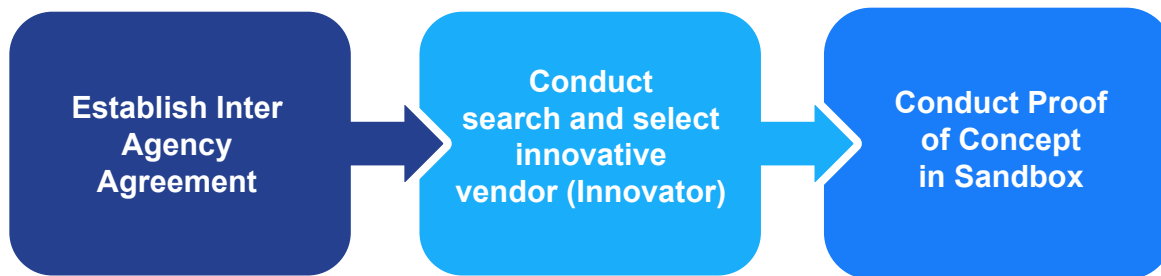 Establish Inter
Agency
Agreement
Conduct
search and select
innovative
vendor (Innovator)
Conduct Proof
of Concept
in Sandbox